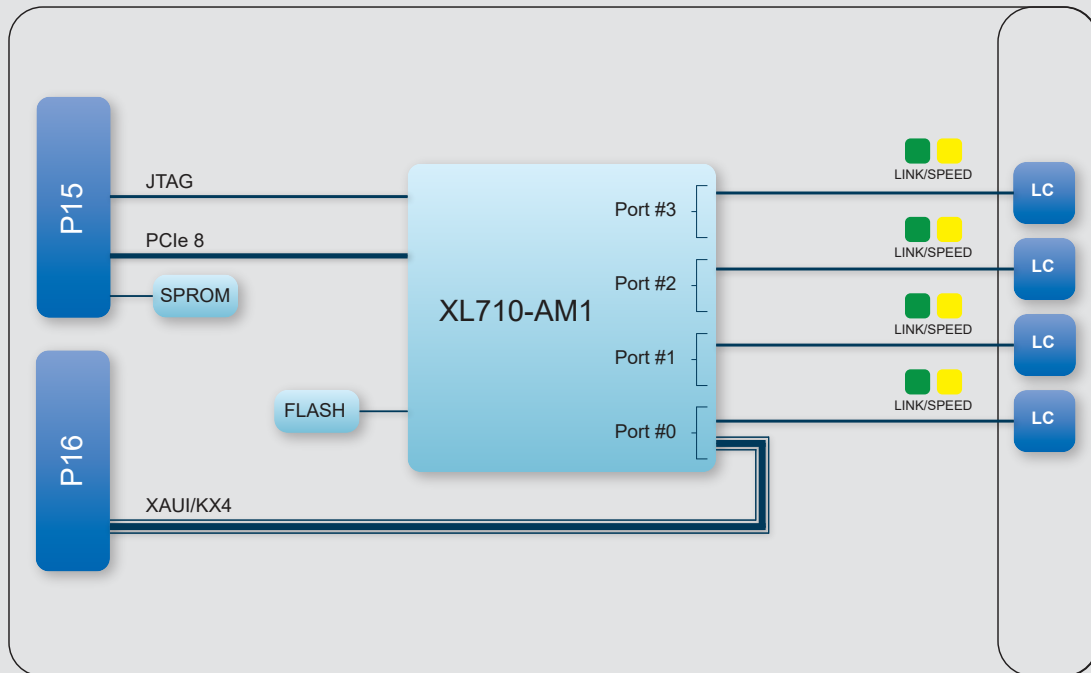 P15
JTAG
PCIe 8
SPROM
P16
XAUI/KX4
FLASH
XL710-AM1
Port #3
Port #2
Port #1
Port #0
LINK/SPEED
LC
LINK/SPEED
LC
LINK/SPEED
LC
LINK/SPEED
LC